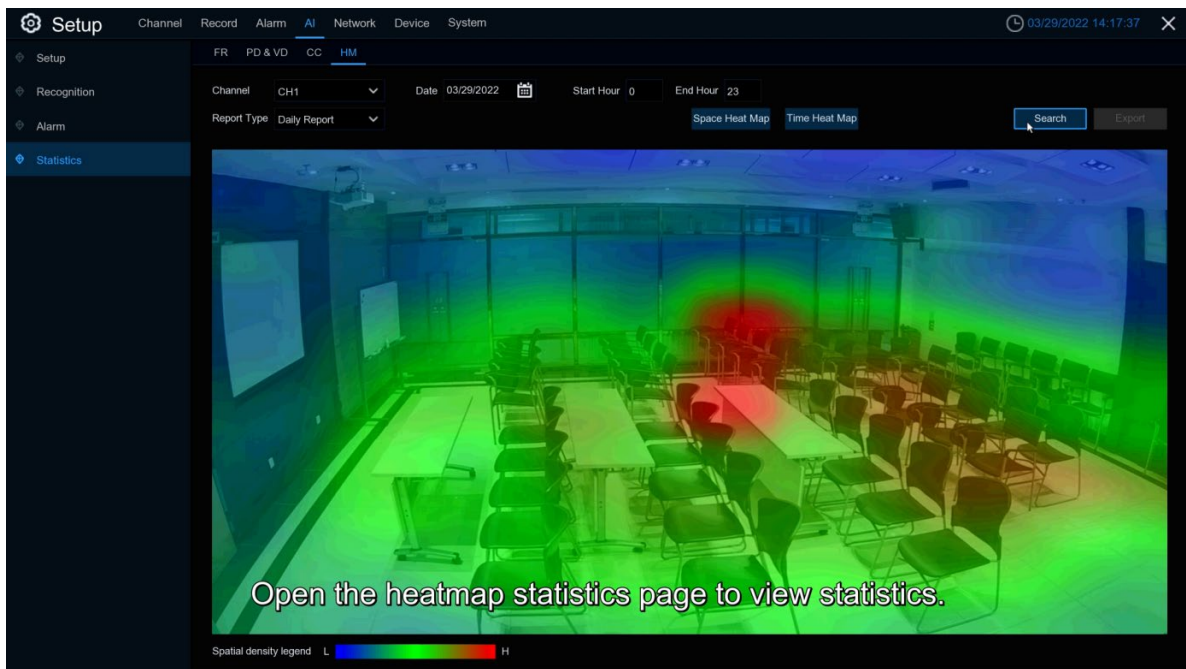 Setup Channel Record Alarm AI Network Device System 03/29/2022 14:17:37
Setup
Recognition
Alarm
Statistics
FR PD & VD CC HM
Channel CH1 Date 03/29/2022 Start Hour 0 End Hour 23
Report Type Daily Report Space Heat Map Time Heat Map Search Export
Open the heatmap statistics page to view statistics.
Spatial density legend L H